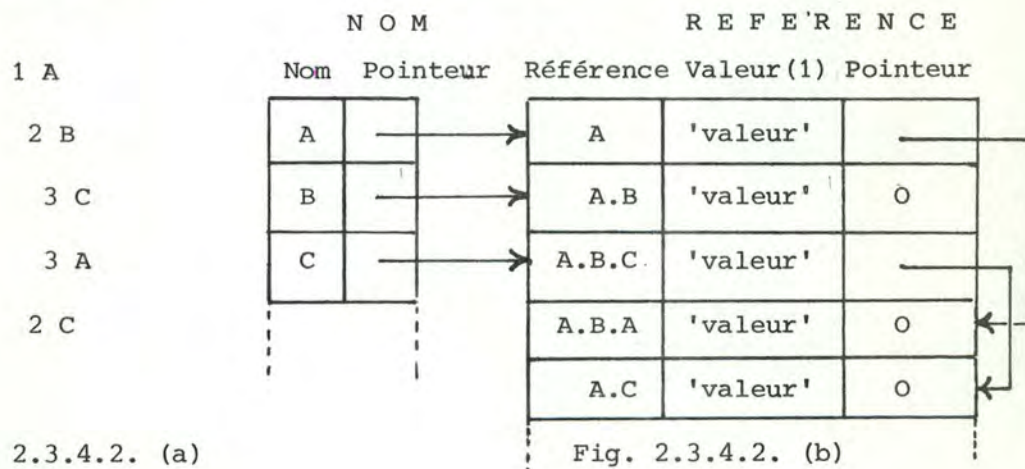 N O M R E F E R E N C E
1 A Nom Pointeur Référence Valeur(1) Pointeur
2 B A A 'valeur'
3 C B A.B 'valeur' O
3 A C A.B.C 'valeur'
2 C A.B.A 'valeur' O
A.C 'valeur' O
2.3.4.2. (a) Fig. 2.3.4.2. (b)